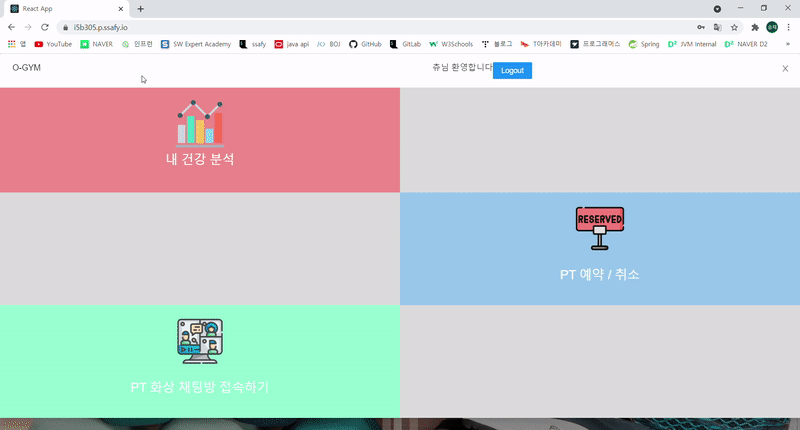 React App
i5b305.p.ssafy.io
앱 YouTube NAVER 인프런 SW Expert Academy ssafy java api BOJ GitHub GitLab W3Schools 블로그 T아카데미 프로그래머스 Spring JVM Internal NAVER D2 »
O-GYM 츄님 환영합니다 Logout X
내 건강 분석
RESERVED
PT 예약 / 취소
PT 화상 채팅방 접속하기